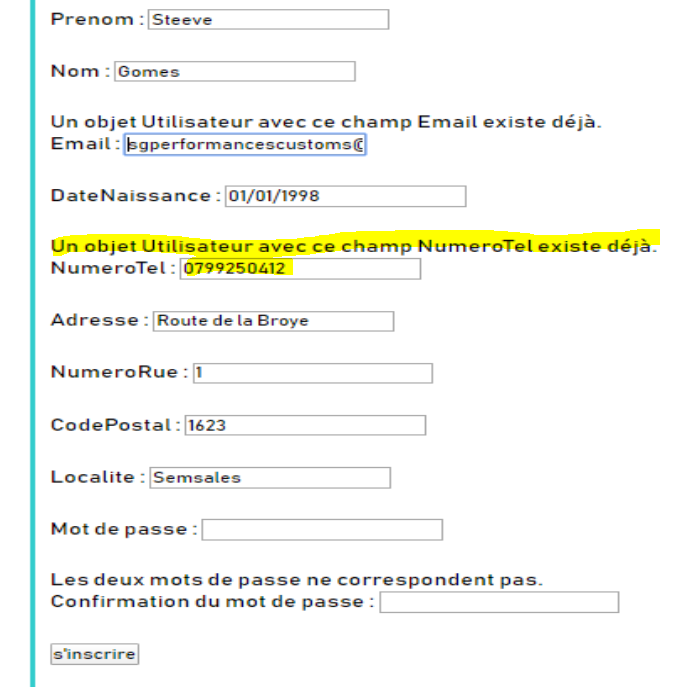 Prenom : Steeve
Nom : Gomes
Un objet Utilisateur avec ce champ Email existe déjà.
Email : sgperformancescustoms@
DateNaissance : 01/01/1998
Un objet Utilisateur avec ce champ NumeroTel existe déjà.
NumeroTel : 0799250412
Adresse : Route de la Broye
NumeroRue : 1
CodePostal : 1623
Localite : Semsales
Mot de passe :
Les deux mots de passe ne correspondent pas.
Confirmation du mot de passe :
s'inscrire